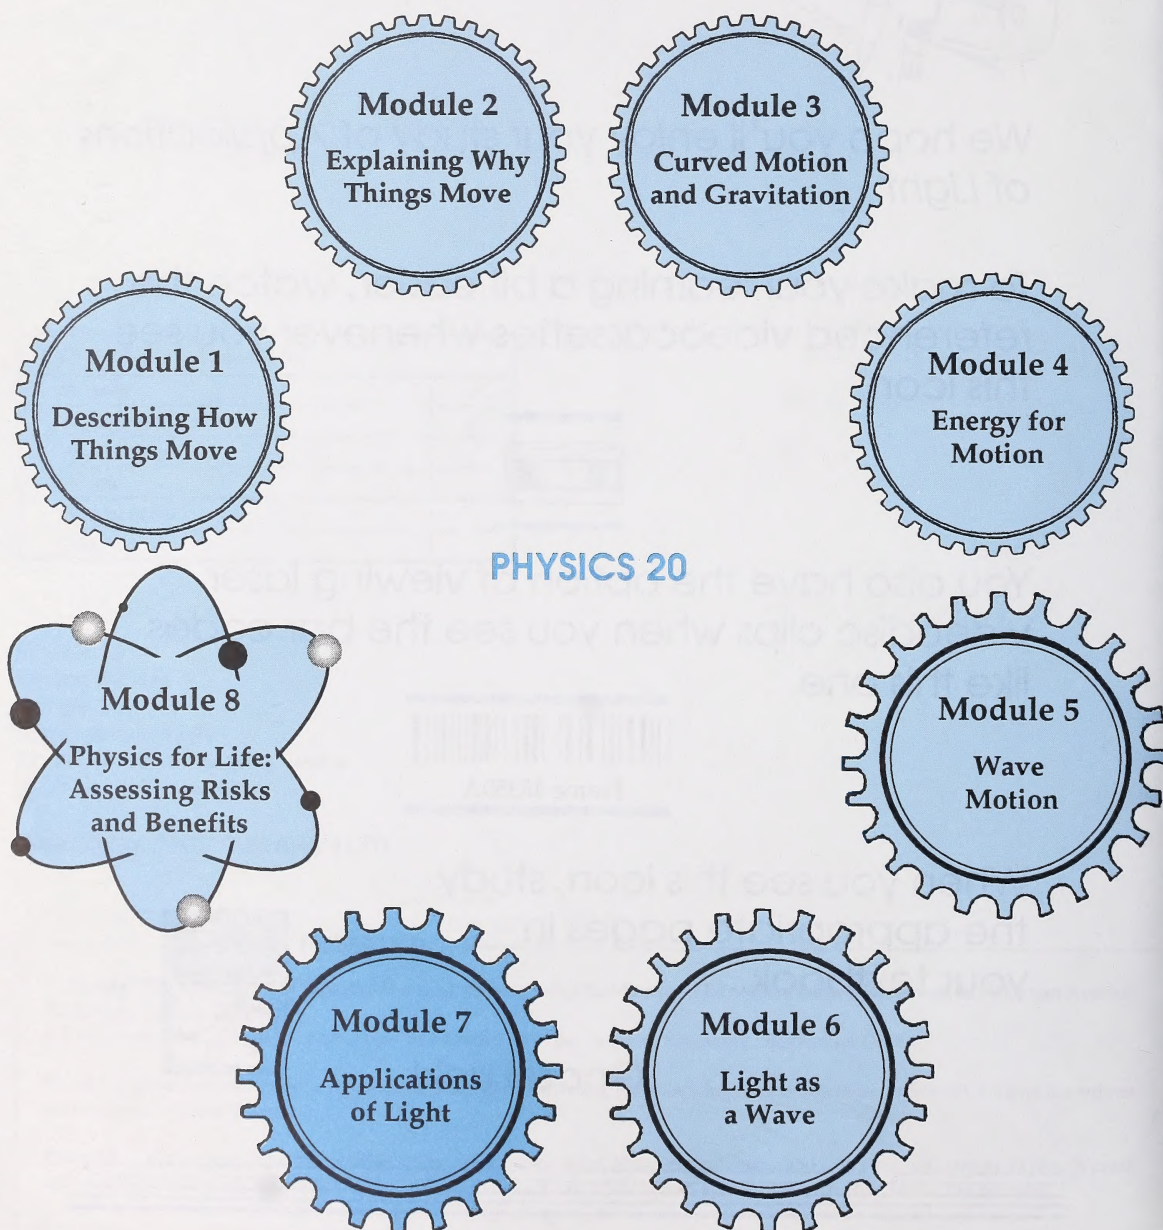 Module 1
Describing How
Things Move
Module 2
Explaining Why
Things Move
Module 3
Curved Motion
and Gravitation
Module 4
Energy for
Motion
PHYSICS 20
Module 5
Wave
Motion
Module 6
Light as
a Wave
Module 7
Applications
of Light
Module 8
Physics for Life:
Assessing Risks
and Benefits